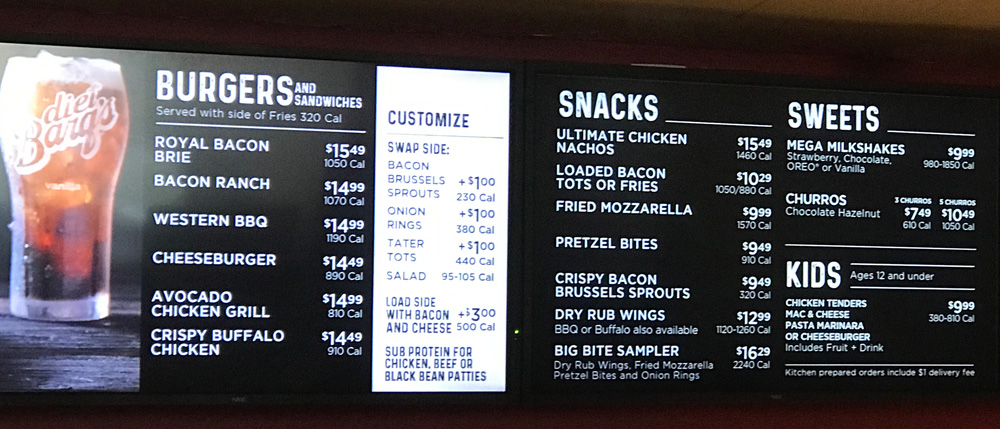 diet
Barq's
vanilla
BURGERS AND SANDWICHES
Served with side of Fries 320 Cal
ROYAL BACON BRIE $15.49
1050 Cal
BACON RANCH $14.99
1070 Cal
WESTERN BBQ $14.99
1190 Cal
CHEESEBURGER $14.49
890 Cal
AVOCADO
CHICKEN GRILL $14.99
810 Cal
CRISPY BUFFALO
CHICKEN $14.49
910 Cal
CUSTOMIZE
SWAP SIDE:
BACON
BRUSSELS +$1.00
SPROUTS 230 Cal
ONION +$1.00
RINGS 380 Cal
TATER +$1.00
TOTS 440 Cal
SALAD 95-105 Cal
LOAD SIDE
WITH BACON +$3.00
AND CHEESE 500 Cal
SUB PROTEIN FOR
CHICKEN, BEEF OR
BLACK BEAN PATTIES
SNACKS
ULTIMATE CHICKEN $15.49
NACHOS 1460 Cal
LOADED BACON $10.29
TOTS OR FRIES 1050/880 Cal
FRIED MOZZARELLA $9.99
1570 Cal
PRETZEL BITES $9.49
910 Cal
CRISPY BACON $9.49
BRUSSELS SPROUTS 320 Cal
DRY RUB WINGS $12.99
BBQ or Buffalo also available 1120-1260 Cal
BIG BITE SAMPLER $16.29
Dry Rub Wings, Fried Mozzarella 2240 Cal
Pretzel Bites and Onion Rings
SWEETS
MEGA MILKSHAKES $9.99
Strawberry, Chocolate, 980-1850 Cal
OREO® or Vanilla
CHURROS 3 CHURROS 5 CHURROS
Chocolate Hazelnut $7.49 $10.49
610 Cal 1050 Cal
KIDS Ages 12 and under
CHICKEN TENDERS $9.99
MAC & CHEESE 380-810 Cal
PASTA MARINARA
OR CHEESEBURGER
Includes Fruit + Drink
Kitchen prepared orders include $1 delivery fee